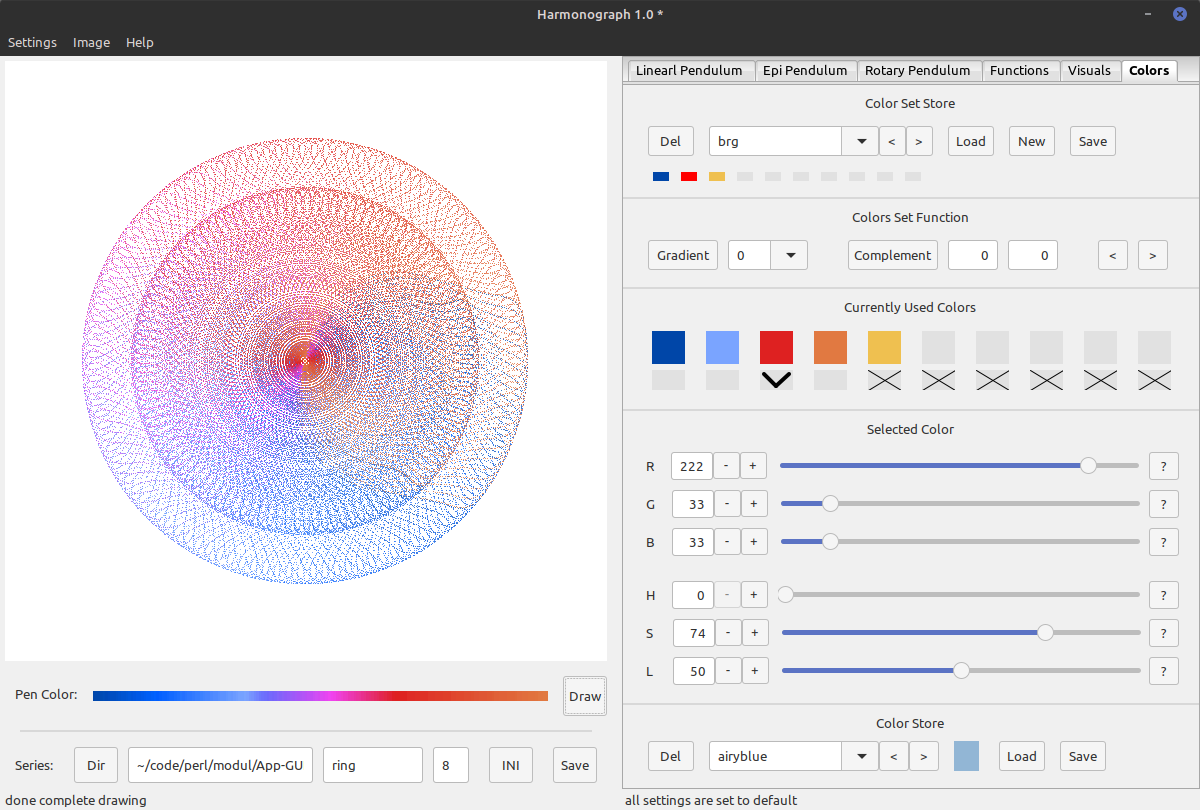 Harmonograph 1.0 *
Settings Image Help
Linearl Pendulum Epi Pendulum Rotary Pendulum Functions Visuals Colors
Color Set Store
Del brg < > Load New Save
Colors Set Function
Gradient 0 Complement 0 0 < >
Currently Used Colors
Selected Color
R 222 - + ?
G 33 - + ?
B 33 - + ?
H 0 - + ?
S 74 - + ?
L 50 - + ?
Color Store
Del airyblue < > Load Save
all settings are set to default
Pen Color: Draw
Series: Dir ~/code/perl/modul/App-GU ring 8 INI Save
done complete drawing